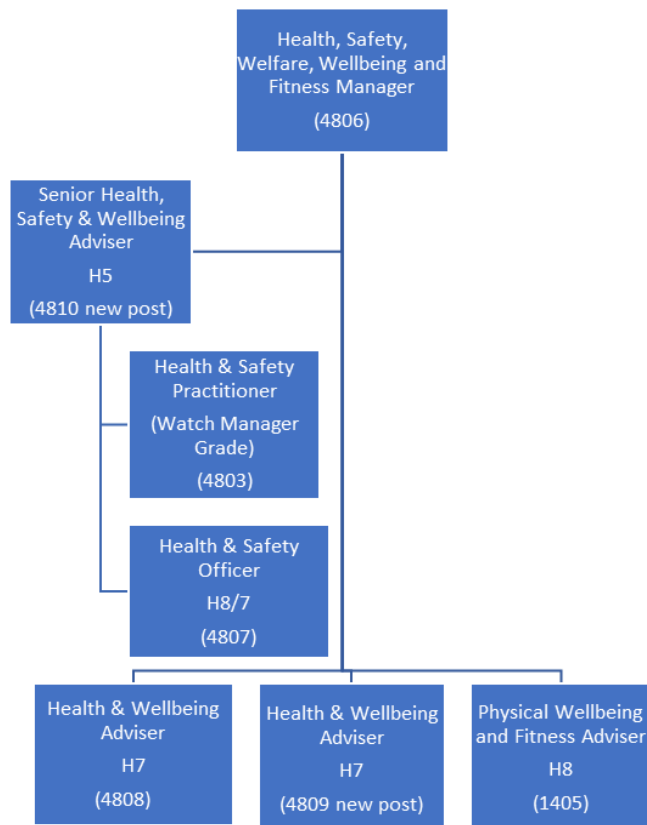 Health, Safety,
Welfare, Wellbeing and
Fitness Manager
(4806)
Senior Health,
Safety & Wellbeing
Adviser
H5
(4810 new post)
Health & Safety
Practitioner
(Watch Manager
Grade)
(4803)
Health & Safety
Officer
H8/7
(4807)
Health & Wellbeing
Adviser
H7
(4808)
Health & Wellbeing
Adviser
H7
(4809 new post)
Physical Wellbeing
and Fitness Adviser
H8
(1405)